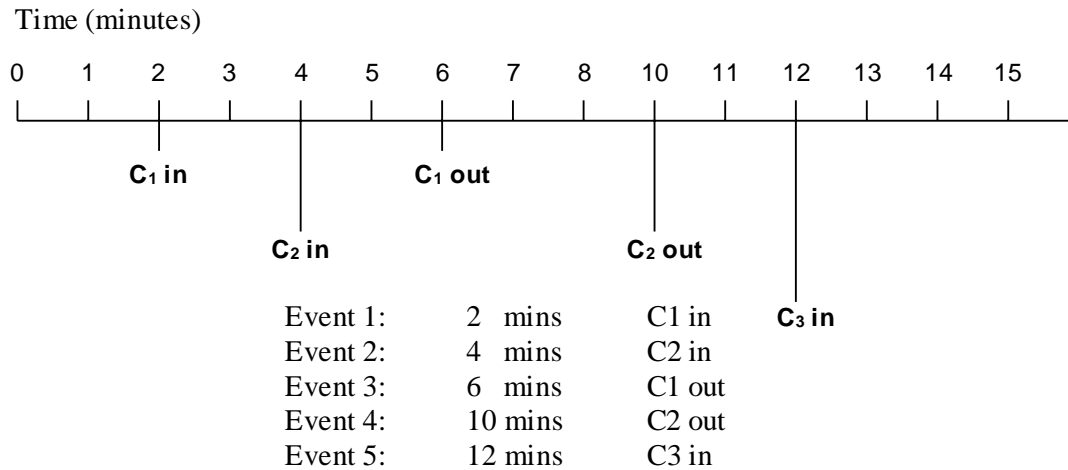 Time (minutes)
0 1 2 3 4 5 6 7 8 9 10 11 12 13 14 15
C₁ in C₁ out
C₂ in C₂ out
Event 1: 2 mins C1 in C₃ in
Event 2: 4 mins C2 in
Event 3: 6 mins C1 out
Event 4: 10 mins C2 out
Event 5: 12 mins C3 in